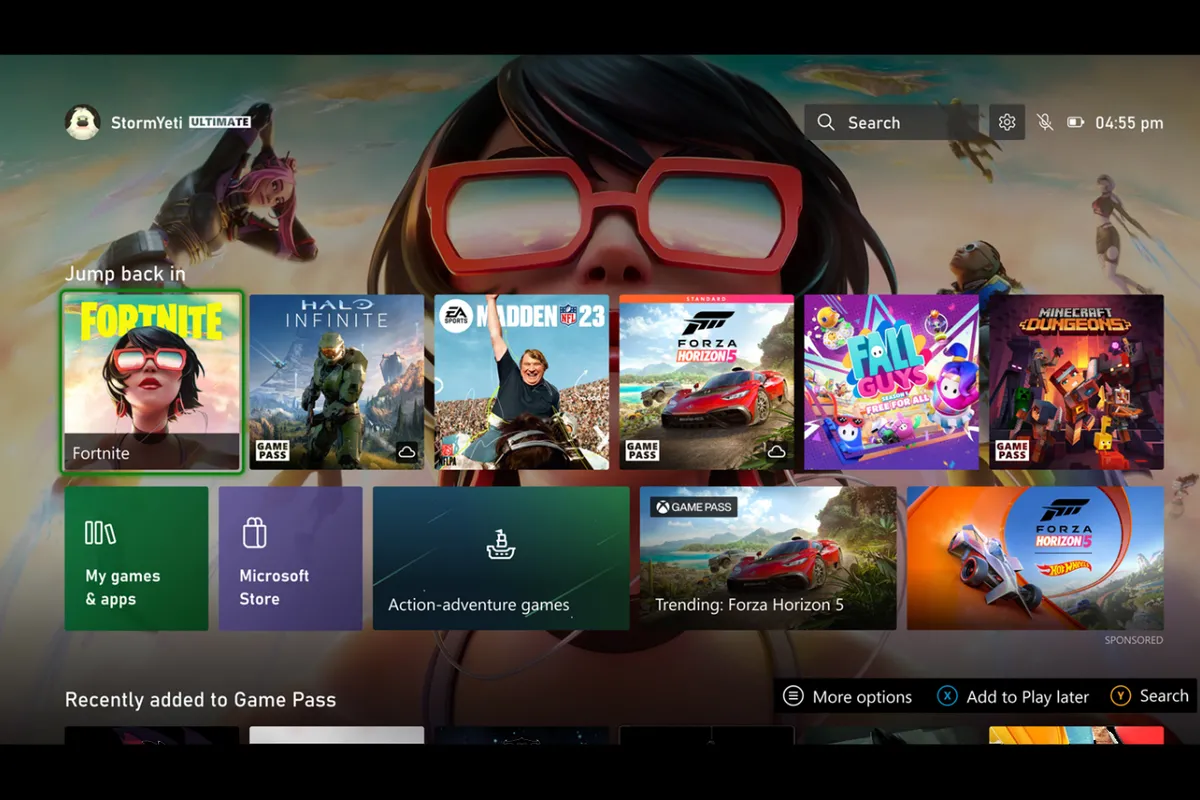 StormYeti ULTIMATE
Search
04:55 pm
Jump back in
FORTNITE
Fortnite
HALO
INFINITE
GAME
PASS
EA
SPORTS
MADDEN NFL 23
NFLPA
STANDARD
FORZA
HORIZON 5
GAME
PASS
FALL
GUYS
FREE FOR ALL
MINECRAFT
DUNGEONS
GAME
PASS
My games
& apps
Microsoft
Store
Action-adventure games
GAME PASS
Trending: Forza Horizon 5
FORZA
HORIZON 5
Hot Wheels
SPONSORED
Recently added to Game Pass
More options
X Add to Play later
Y Search